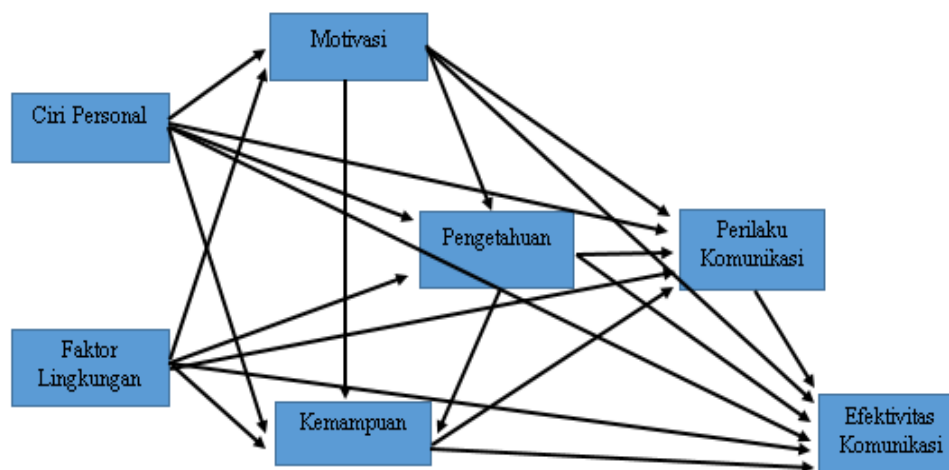 Motivasi
Ciri Personal
Pengetahuan
Perilaku
Komunikasi
Faktor
Lingkungan
Kemampuan
Efektivitas
Komunikasi